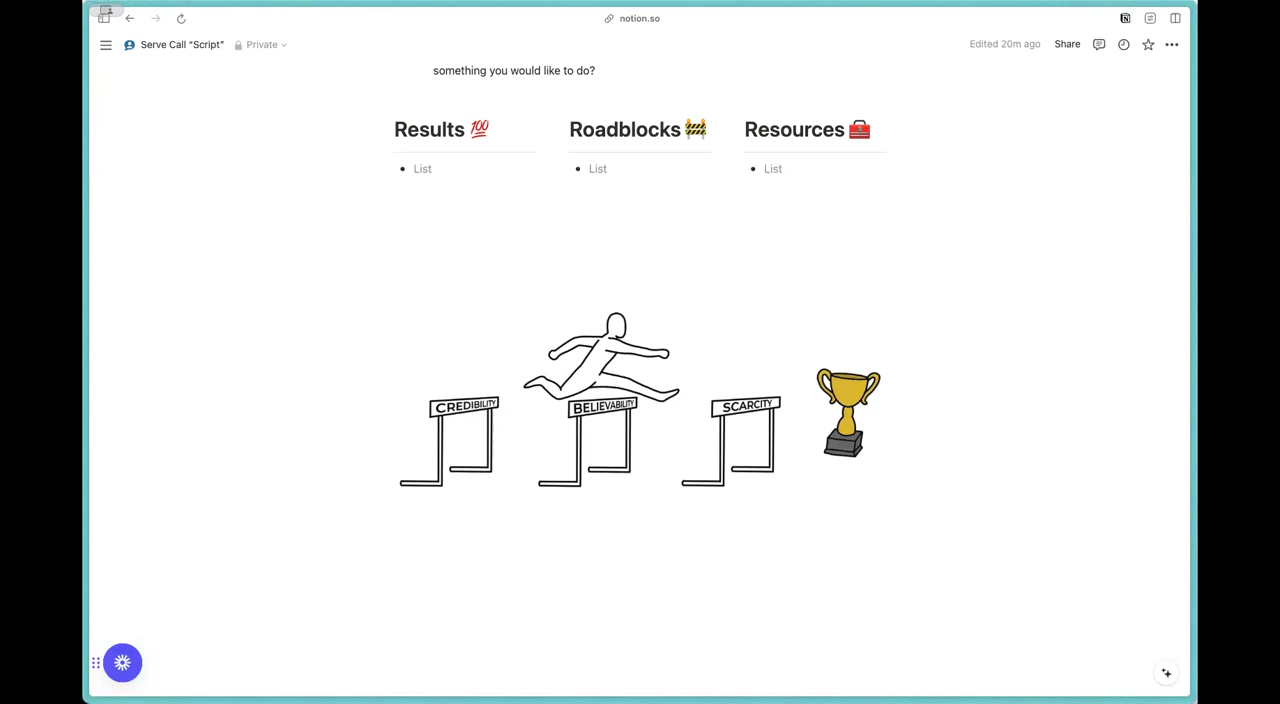 notion.so
Serve Call “Script”
Private
Edited 20m ago
Share
something you would like to do?
Results 💯
Roadblocks 🚧
Resources 🧰
• List
• List
• List
CREDIBILITY
BELIEVABILITY
SCARCITY